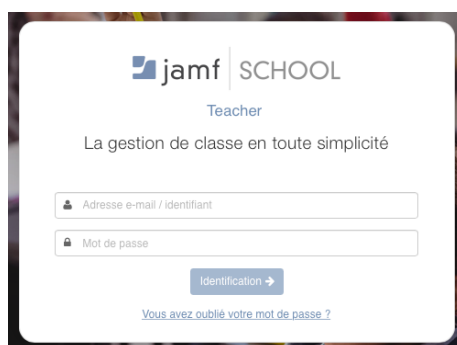 jamf SCHOOL
Teacher
La gestion de classe en toute simplicité
Adresse e-mail / identifiant
Mot de passe
Identification →
Vous avez oublié votre mot de passe ?